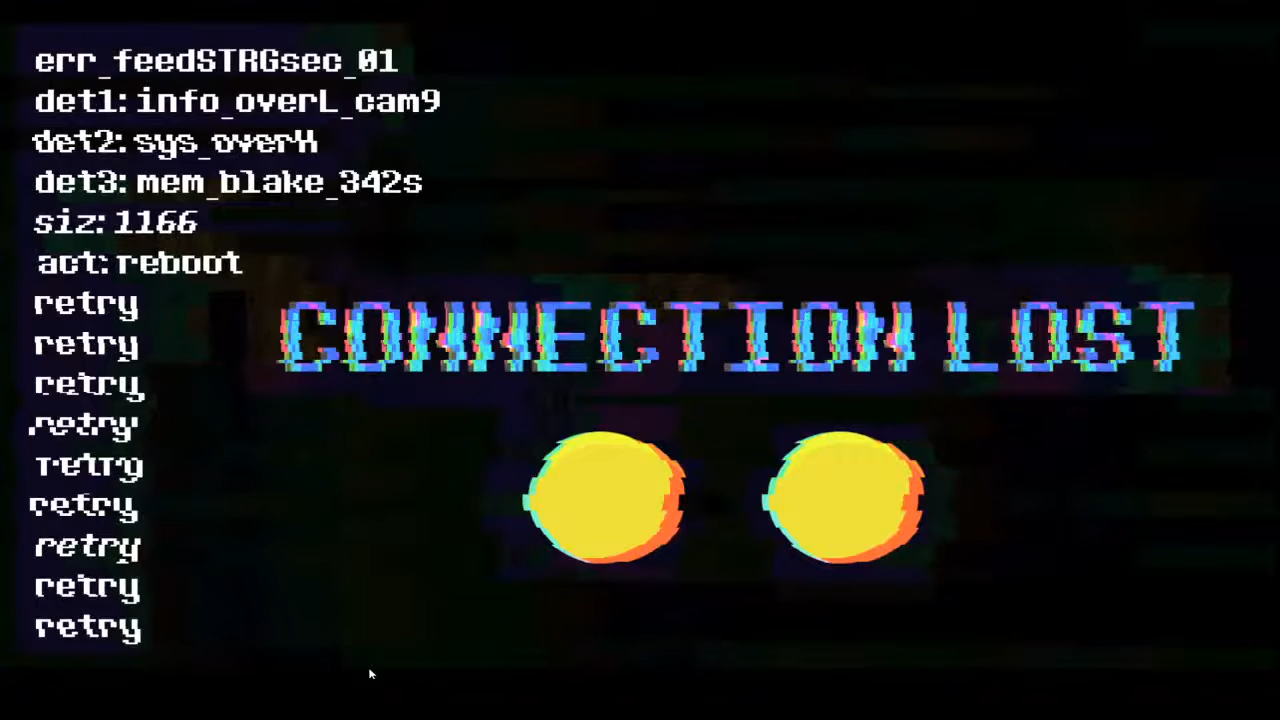 err_feedSTRGsec_01
det1: info_overL_cam9
det2: sys_overX
det3: mem_blake_342s
siz: 1166
act: reboot
retry
retry
retry
retry
retry
retry
retry
retry
retry
CONNECTION LOST